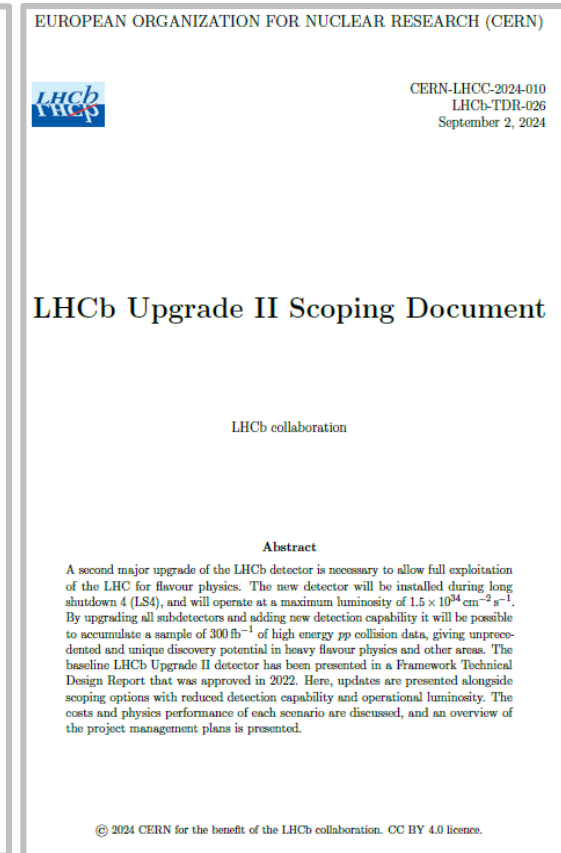 EUROPEAN ORGANIZATION FOR NUCLEAR RESEARCH (CERN)
LHCb
LHCp
CERN-LHCC-2024-010
LHCb-TDR-026
September 2, 2024
LHCb Upgrade II Scoping Document
LHCb collaboration
Abstract
A second major upgrade of the LHCb detector is necessary to allow full exploitation
of the LHC for flavour physics. The new detector will be installed during long
shutdown 4 (LS4), and will operate at a maximum luminosity of 1.5 × 10³⁴ cm⁻² s⁻¹.
By upgrading all subdetectors and adding new detection capability it will be possible
to accumulate a sample of 300 fb⁻¹ of high energy pp collision data, giving unprece-
dented and unique discovery potential in heavy flavour physics and other areas. The
baseline LHCb Upgrade II detector has been presented in a Framework Technical
Design Report that was approved in 2022. Here, updates are presented alongside
scoping options with reduced detection capability and operational luminosity. The
costs and physics performance of each scenario are discussed, and an overview of
the project management plans is presented.
© 2024 CERN for the benefit of the LHCb collaboration. CC BY 4.0 licence.